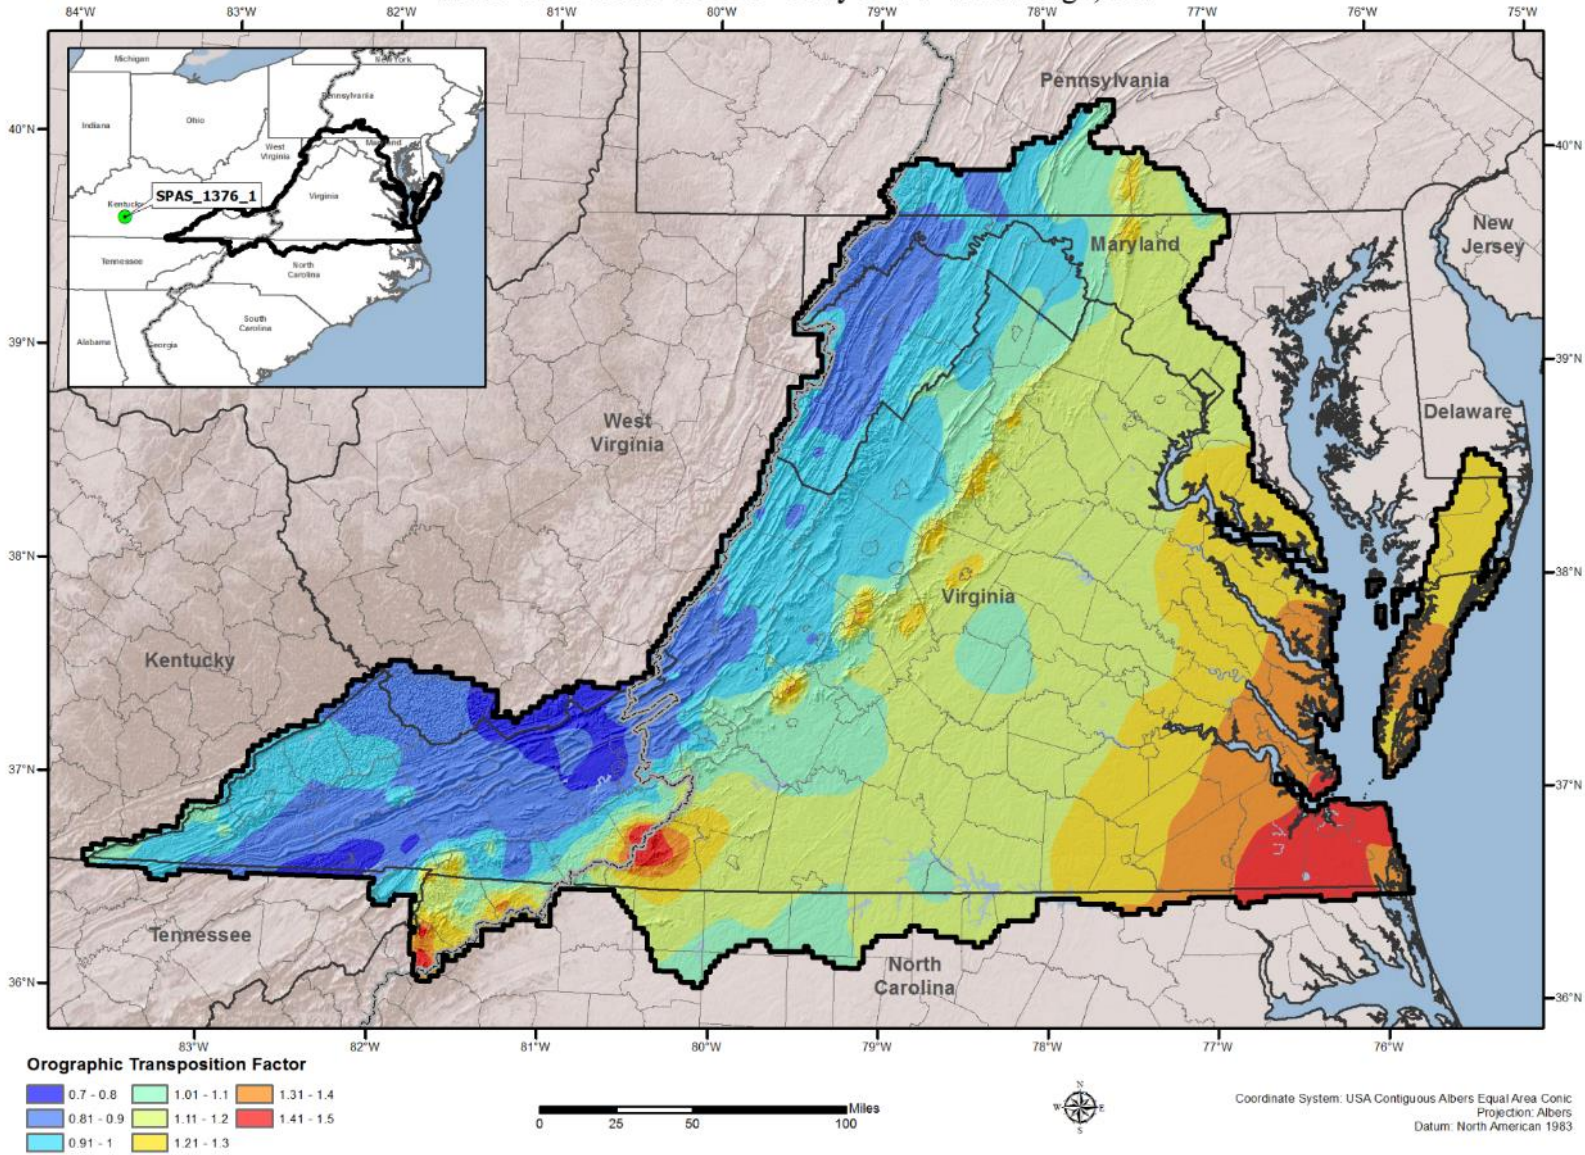 84°W 83°W 82°W 81°W 80°W 79°W 78°W 77°W 76°W 75°W
Michigan
New York
Pennsylvania
Indiana
Ohio
West
Virginia
Maryland
Virginia
Kentucky
SPAS_1376_1
Tennessee
North
Carolina
South
Carolina
Alabama
Georgia
Pennsylvania
40°N
40°N
Maryland
New
Jersey
39°N
39°N
West
Virginia
Delaware
38°N
38°N
Virginia
Kentucky
37°N
37°N
Tennessee
North
Carolina
36°N
36°N
83°W 82°W 81°W 80°W 79°W 78°W 77°W 76°W
Orographic Transposition Factor
0.7 - 0.8 1.01 - 1.1 1.31 - 1.4
0.81 - 0.9 1.11 - 1.2 1.41 - 1.5
0.91 - 1 1.21 - 1.3
Miles
0 25 50 100
N
W E
S
Coordinate System: USA Contiguous Albers Equal Area Conic
Projection: Albers
Datum: North American 1983